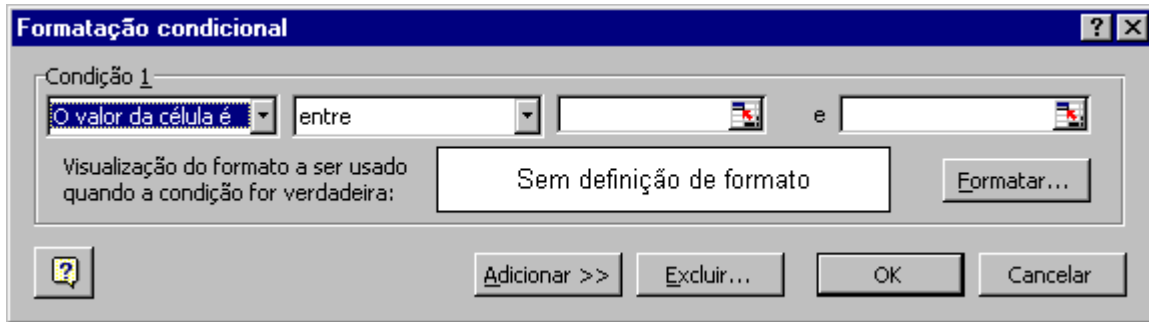 Formatação condicional
Condição 1
O valor da célula é entre e
Visualização do formato a ser usado
quando a condição for verdadeira:
Sem definição de formato
Formatar...
Adicionar >> Excluir... OK Cancelar